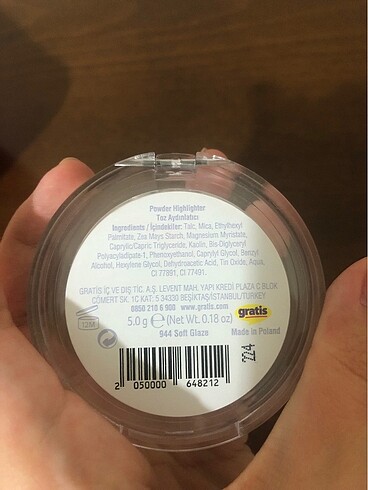 Powder Highlighter
Toz Aydınlatıcı
Ingredients / İçindekiler: Talc, Mica, Ethylhexyl
Palmitate, Zea Mays Starch, Magnesium Myristate,
Caprylic/Capric Triglyceride, Kaolin, Bis-Diglyceryl
Polyacyladipate-1, Phenoxyethanol, Caprylyl Glycol, Benzyl
Alcohol, Hexylene Glycol, Dehydroacetic Acid, Tin Oxide, Aqua,
CI 77891, CI 77491.
GRATİS İÇ VE DIŞ TİC. A.Ş. LEVENT MAH. YAPI KREDİ PLAZA C BLOK
CÖMERT SK. 1C KAT: 5 34330 BEŞİKTAŞ/İSTANBUL/TURKEY
0850 210 6 900 www.gratis.com
12M
5.0 g e (Net Wt. 0.18 oz)
gratis
944 Soft Glaze
Made in Poland
224
2 050000 648212